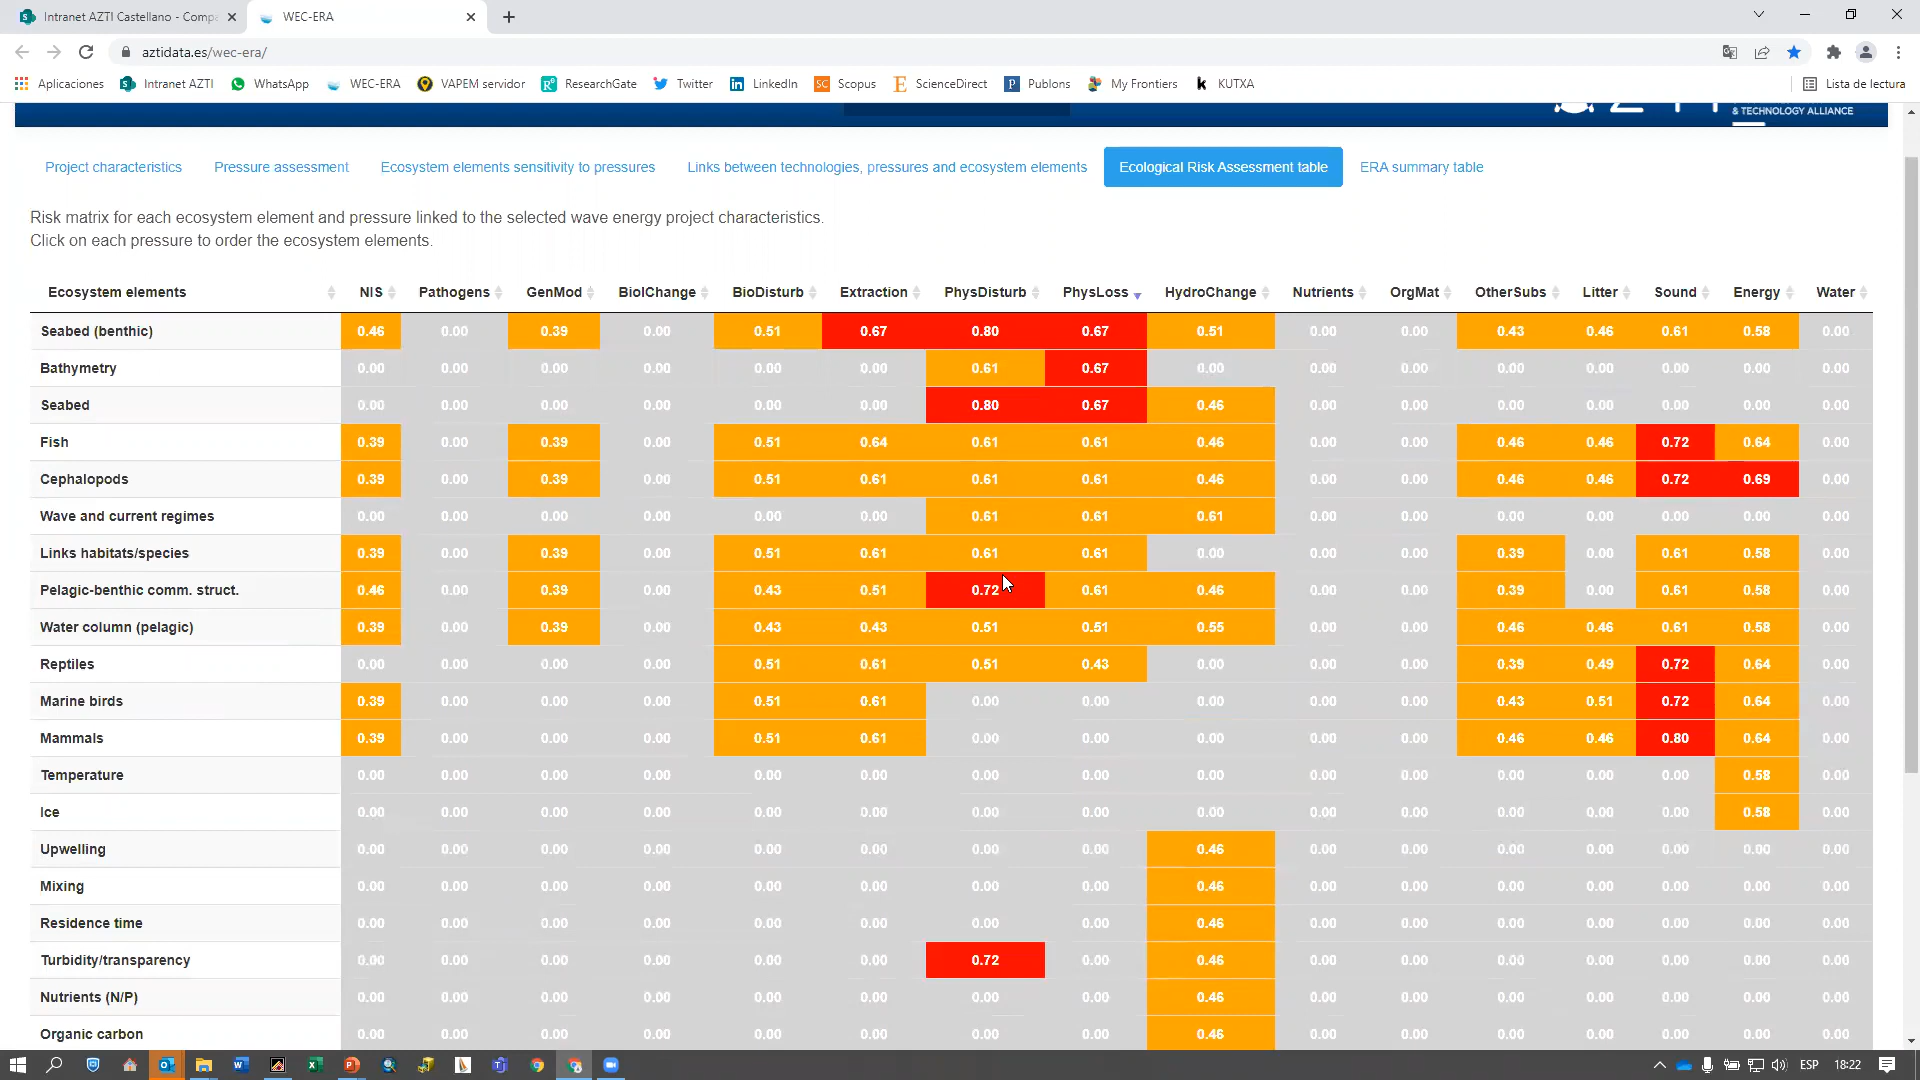 Intranet AZTI Castellano - Comp
WEC-ERA
aztidata.es/wec-era/
Aplicaciones Intranet AZTI WhatsApp WEC-ERA VAPEM servidor ResearchGate Twitter LinkedIn Scopus ScienceDirect Publons My Frontiers KUTXA Lista de lectura
& TECHNOLOGY ALLIANCE
Project characteristics Pressure assessment Ecosystem elements sensitivity to pressures Links between technologies, pressures and ecosystem elements Ecological Risk Assessment table ERA summary table
Risk matrix for each ecosystem element and pressure linked to the selected wave energy project characteristics.
Click on each pressure to order the ecosystem elements.
Ecosystem elements NIS Pathogens GenMod BiolChange BioDisturb Extraction PhysDisturb PhysLoss HydroChange Nutrients OrgMat OtherSubs Litter Sound Energy Water
Seabed (benthic) 0.46 0.00 0.39 0.00 0.51 0.67 0.80 0.67 0.51 0.00 0.00 0.43 0.46 0.61 0.58 0.00
Bathymetry 0.00 0.00 0.00 0.00 0.00 0.00 0.61 0.67 0.00 0.00 0.00 0.00 0.00 0.00 0.00 0.00
Seabed 0.00 0.00 0.00 0.00 0.00 0.00 0.80 0.67 0.46 0.00 0.00 0.00 0.00 0.00 0.00 0.00
Fish 0.39 0.00 0.39 0.00 0.51 0.64 0.61 0.61 0.46 0.00 0.00 0.46 0.46 0.72 0.64 0.00
Cephalopods 0.39 0.00 0.39 0.00 0.51 0.61 0.61 0.61 0.46 0.00 0.00 0.46 0.46 0.72 0.69 0.00
Wave and current regimes 0.00 0.00 0.00 0.00 0.00 0.00 0.61 0.61 0.61 0.00 0.00 0.00 0.00 0.00 0.00 0.00
Links habitats/species 0.39 0.00 0.39 0.00 0.51 0.61 0.61 0.61 0.00 0.00 0.00 0.39 0.00 0.61 0.58 0.00
Pelagic-benthic comm. struct. 0.46 0.00 0.39 0.00 0.43 0.51 0.72 0.61 0.46 0.00 0.00 0.39 0.00 0.61 0.58 0.00
Water column (pelagic) 0.39 0.00 0.39 0.00 0.43 0.43 0.51 0.51 0.55 0.00 0.00 0.46 0.46 0.61 0.58 0.00
Reptiles 0.00 0.00 0.00 0.00 0.51 0.61 0.51 0.43 0.00 0.00 0.00 0.39 0.49 0.72 0.64 0.00
Marine birds 0.39 0.00 0.00 0.00 0.51 0.61 0.00 0.00 0.00 0.00 0.00 0.43 0.51 0.72 0.64 0.00
Mammals 0.39 0.00 0.00 0.00 0.51 0.61 0.00 0.00 0.00 0.00 0.00 0.46 0.46 0.80 0.64 0.00
Temperature 0.00 0.00 0.00 0.00 0.00 0.00 0.00 0.00 0.00 0.00 0.00 0.00 0.00 0.00 0.58 0.00
Ice 0.00 0.00 0.00 0.00 0.00 0.00 0.00 0.00 0.00 0.00 0.00 0.00 0.00 0.00 0.58 0.00
Upwelling 0.00 0.00 0.00 0.00 0.00 0.00 0.00 0.00 0.46 0.00 0.00 0.00 0.00 0.00 0.00 0.00
Mixing 0.00 0.00 0.00 0.00 0.00 0.00 0.00 0.00 0.46 0.00 0.00 0.00 0.00 0.00 0.00 0.00
Residence time 0.00 0.00 0.00 0.00 0.00 0.00 0.00 0.00 0.46 0.00 0.00 0.00 0.00 0.00 0.00 0.00
Turbidity/transparency 0.00 0.00 0.00 0.00 0.00 0.00 0.72 0.00 0.46 0.00 0.00 0.00 0.00 0.00 0.00 0.00
Nutrients (N/P) 0.00 0.00 0.00 0.00 0.00 0.00 0.00 0.00 0.46 0.00 0.00 0.00 0.00 0.00 0.00 0.00
Organic carbon 0.00 0.00 0.00 0.00 0.00 0.00 0.00 0.00 0.46 0.00 0.00 0.00 0.00 0.00 0.00 0.00
ESP 18:22